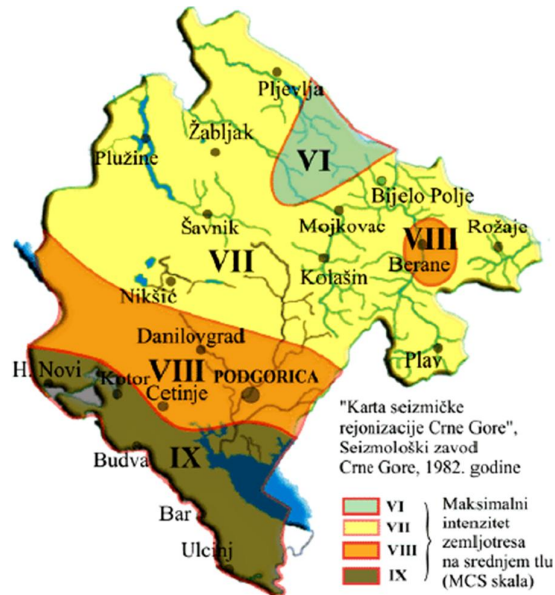 Pljevlja
Žabljak
Plužine
VI
Bijelo Polje
Šavnik
Mojkovac
VIII
Rožaje
VII
Berane
Kolašin
Nikšić
Danilovgrad
Plav
H. Novi
VIII
PODGORICA
Kotor
Cetinje
Budva
IX
Bar
Ulcinj
"Karta seizmičke
rejonizacije Crne Gore",
Seizmološki zavod
Crne Gore, 1982. godine
VI
VII
VIII
IX
Maksimalni
intenzitet
zemljotresa
na srednjem tlu
(MCS skala)